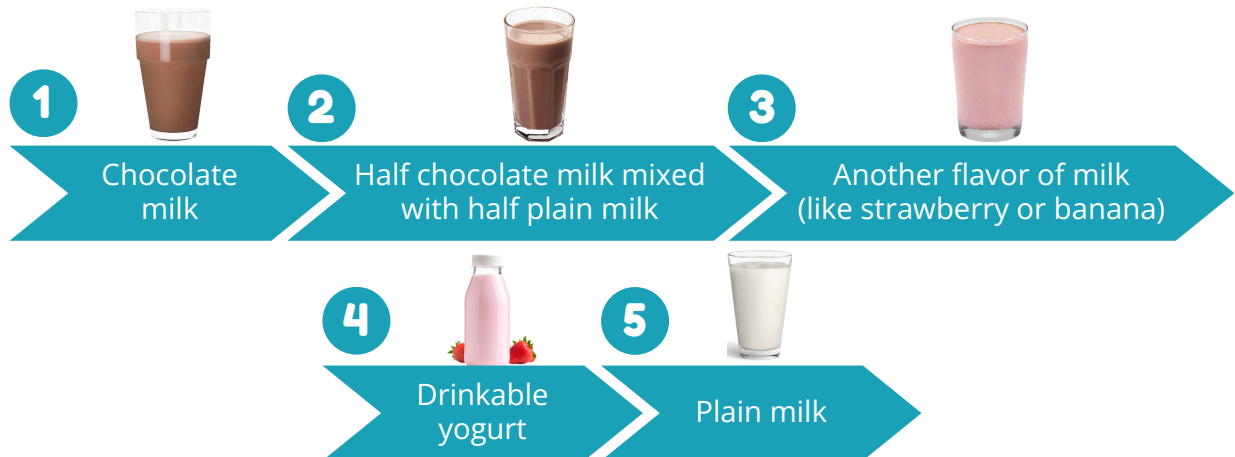 1
Chocolate
milk
2
Half chocolate milk mixed
with half plain milk
3
Another flavor of milk
(like strawberry or banana)
4
Drinkable
yogurt
5
Plain milk